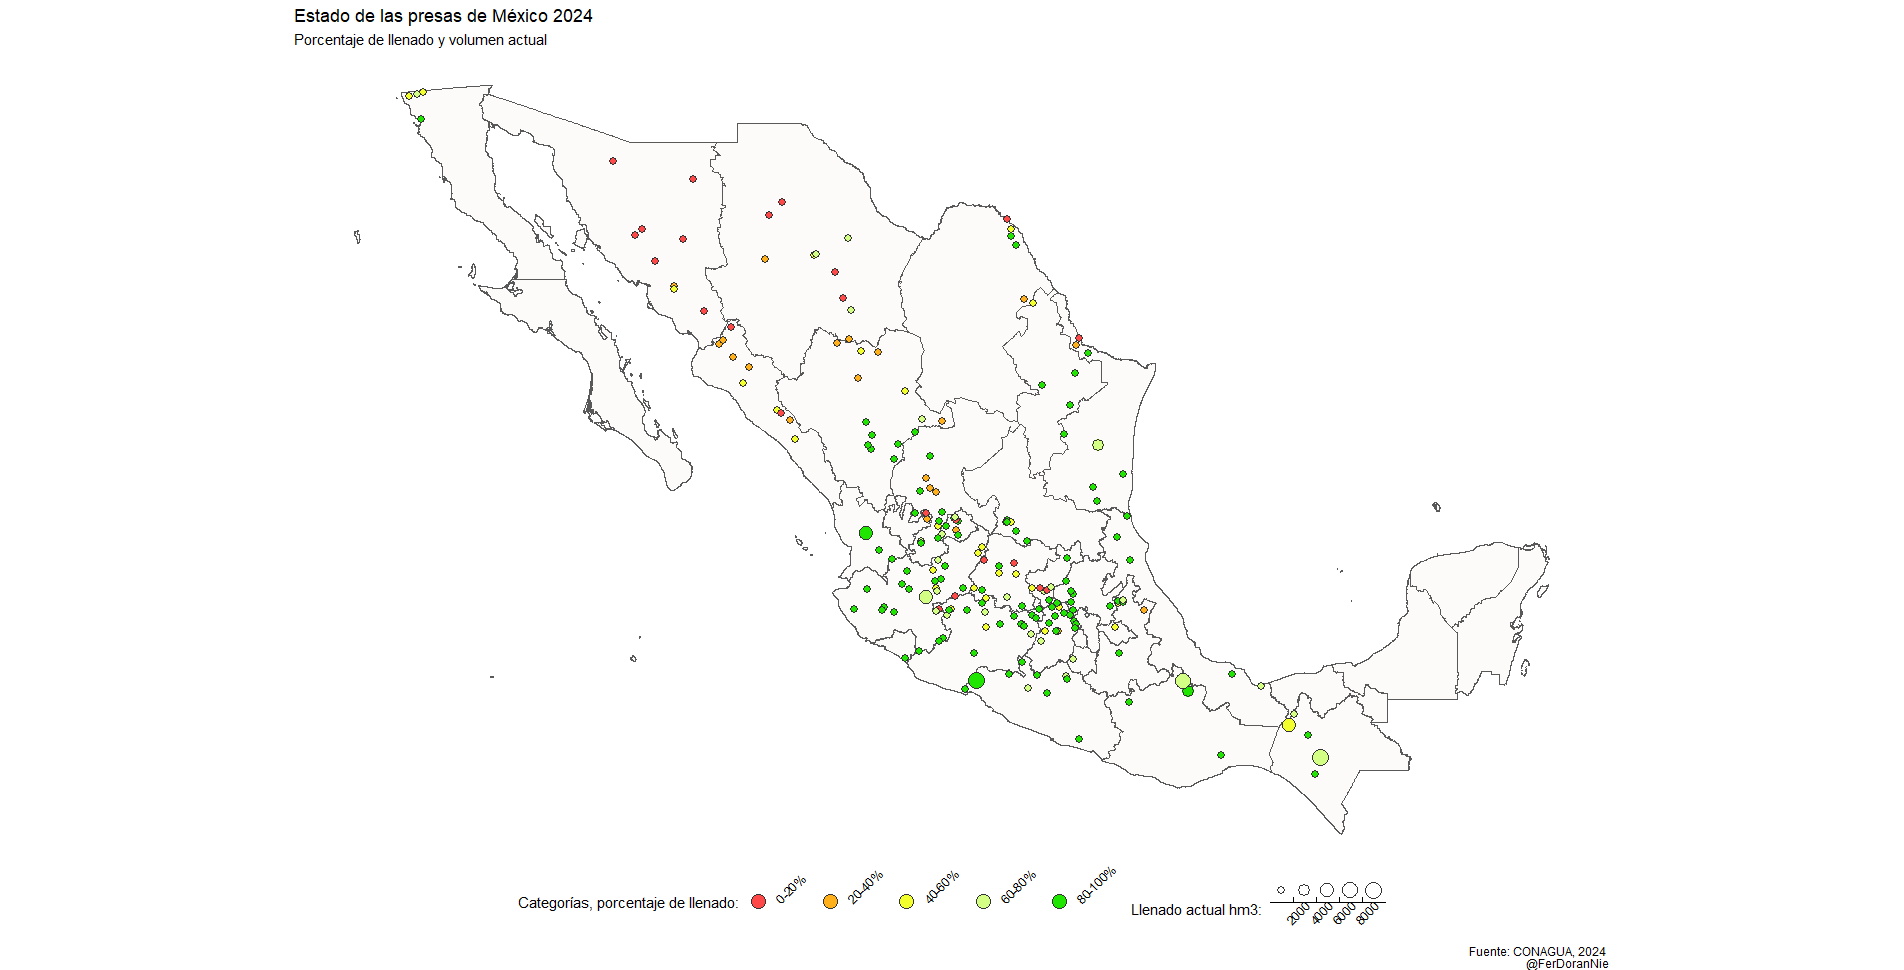 Estado de las presas de México 2024
Porcentaje de llenado y volumen actual
Categorías, porcentaje de llenado: 0-20% 20-40% 40-60% 60-80% 80-100%
Llenado actual hm3: 2000 4000 6000 8000
Fuente: CONAGUA, 2024
@FerDoranNie